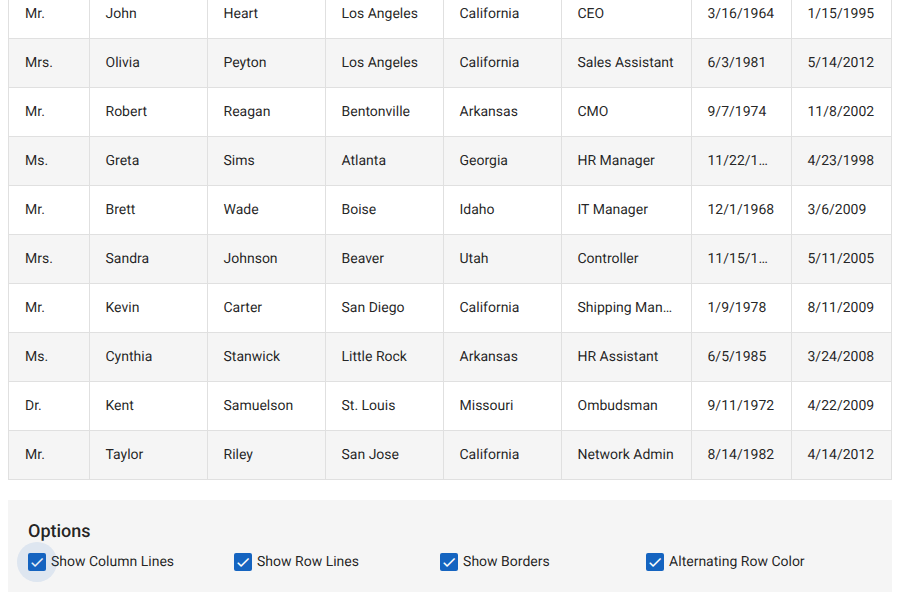 Mr. John Heart Los Angeles California CEO 3/16/1964 1/15/1995
Mrs. Olivia Peyton Los Angeles California Sales Assistant 6/3/1981 5/14/2012
Mr. Robert Reagan Bentonville Arkansas CMO 9/7/1974 11/8/2002
Ms. Greta Sims Atlanta Georgia HR Manager 11/22/1... 4/23/1998
Mr. Brett Wade Boise Idaho IT Manager 12/1/1968 3/6/2009
Mrs. Sandra Johnson Beaver Utah Controller 11/15/1... 5/11/2005
Mr. Kevin Carter San Diego California Shipping Man... 1/9/1978 8/11/2009
Ms. Cynthia Stanwick Little Rock Arkansas HR Assistant 6/5/1985 3/24/2008
Dr. Kent Samuelson St. Louis Missouri Ombudsman 9/11/1972 4/22/2009
Mr. Taylor Riley San Jose California Network Admin 8/14/1982 4/14/2012
Options
Show Column Lines Show Row Lines Show Borders Alternating Row Color